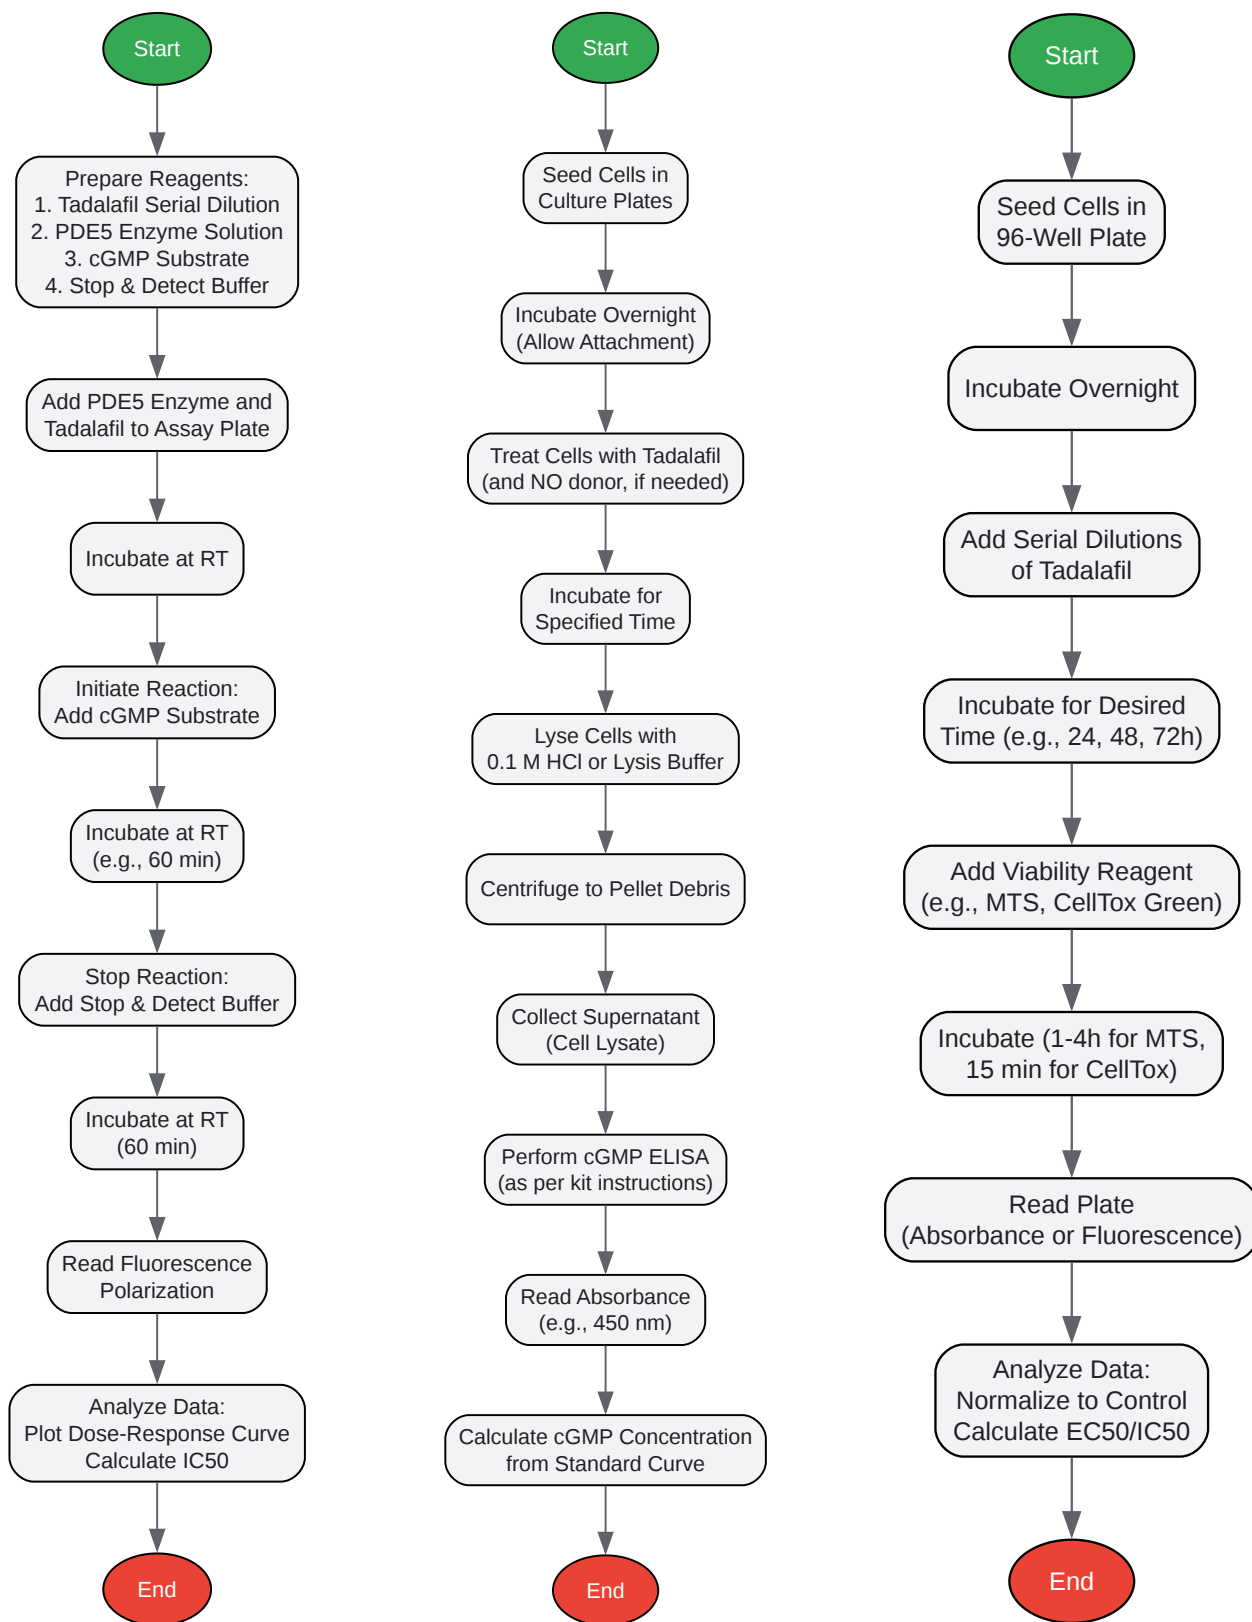 Start
Prepare Reagents:
1. Tadalafil Serial Dilution
2. PDE5 Enzyme Solution
3. cGMP Substrate
4. Stop & Detect Buffer
Add PDE5 Enzyme and
Tadalafil to Assay Plate
Incubate at RT
Initiate Reaction:
Add cGMP Substrate
Incubate at RT
(e.g., 60 min)
Stop Reaction:
Add Stop & Detect Buffer
Incubate at RT
(60 min)
Read Fluorescence
Polarization
Analyze Data:
Plot Dose-Response Curve
Calculate IC50
End
Start
Seed Cells in
Culture Plates
Incubate Overnight
(Allow Attachment)
Treat Cells with Tadalafil
(and NO donor, if needed)
Incubate for
Specified Time
Lyse Cells with
0.1 M HCl or Lysis Buffer
Centrifuge to Pellet Debris
Collect Supernatant
(Cell Lysate)
Perform cGMP ELISA
(as per kit instructions)
Read Absorbance
(e.g., 450 nm)
Calculate cGMP Concentration
from Standard Curve
End
Start
Seed Cells in
96-Well Plate
Incubate Overnight
Add Serial Dilutions
of Tadalafil
Incubate for Desired
Time (e.g., 24, 48, 72h)
Add Viability Reagent
(e.g., MTS, CellTox Green)
Incubate (1-4h for MTS,
15 min for CellTox)
Read Plate
(Absorbance or Fluorescence)
Analyze Data:
Normalize to Control
Calculate EC50/IC50
End